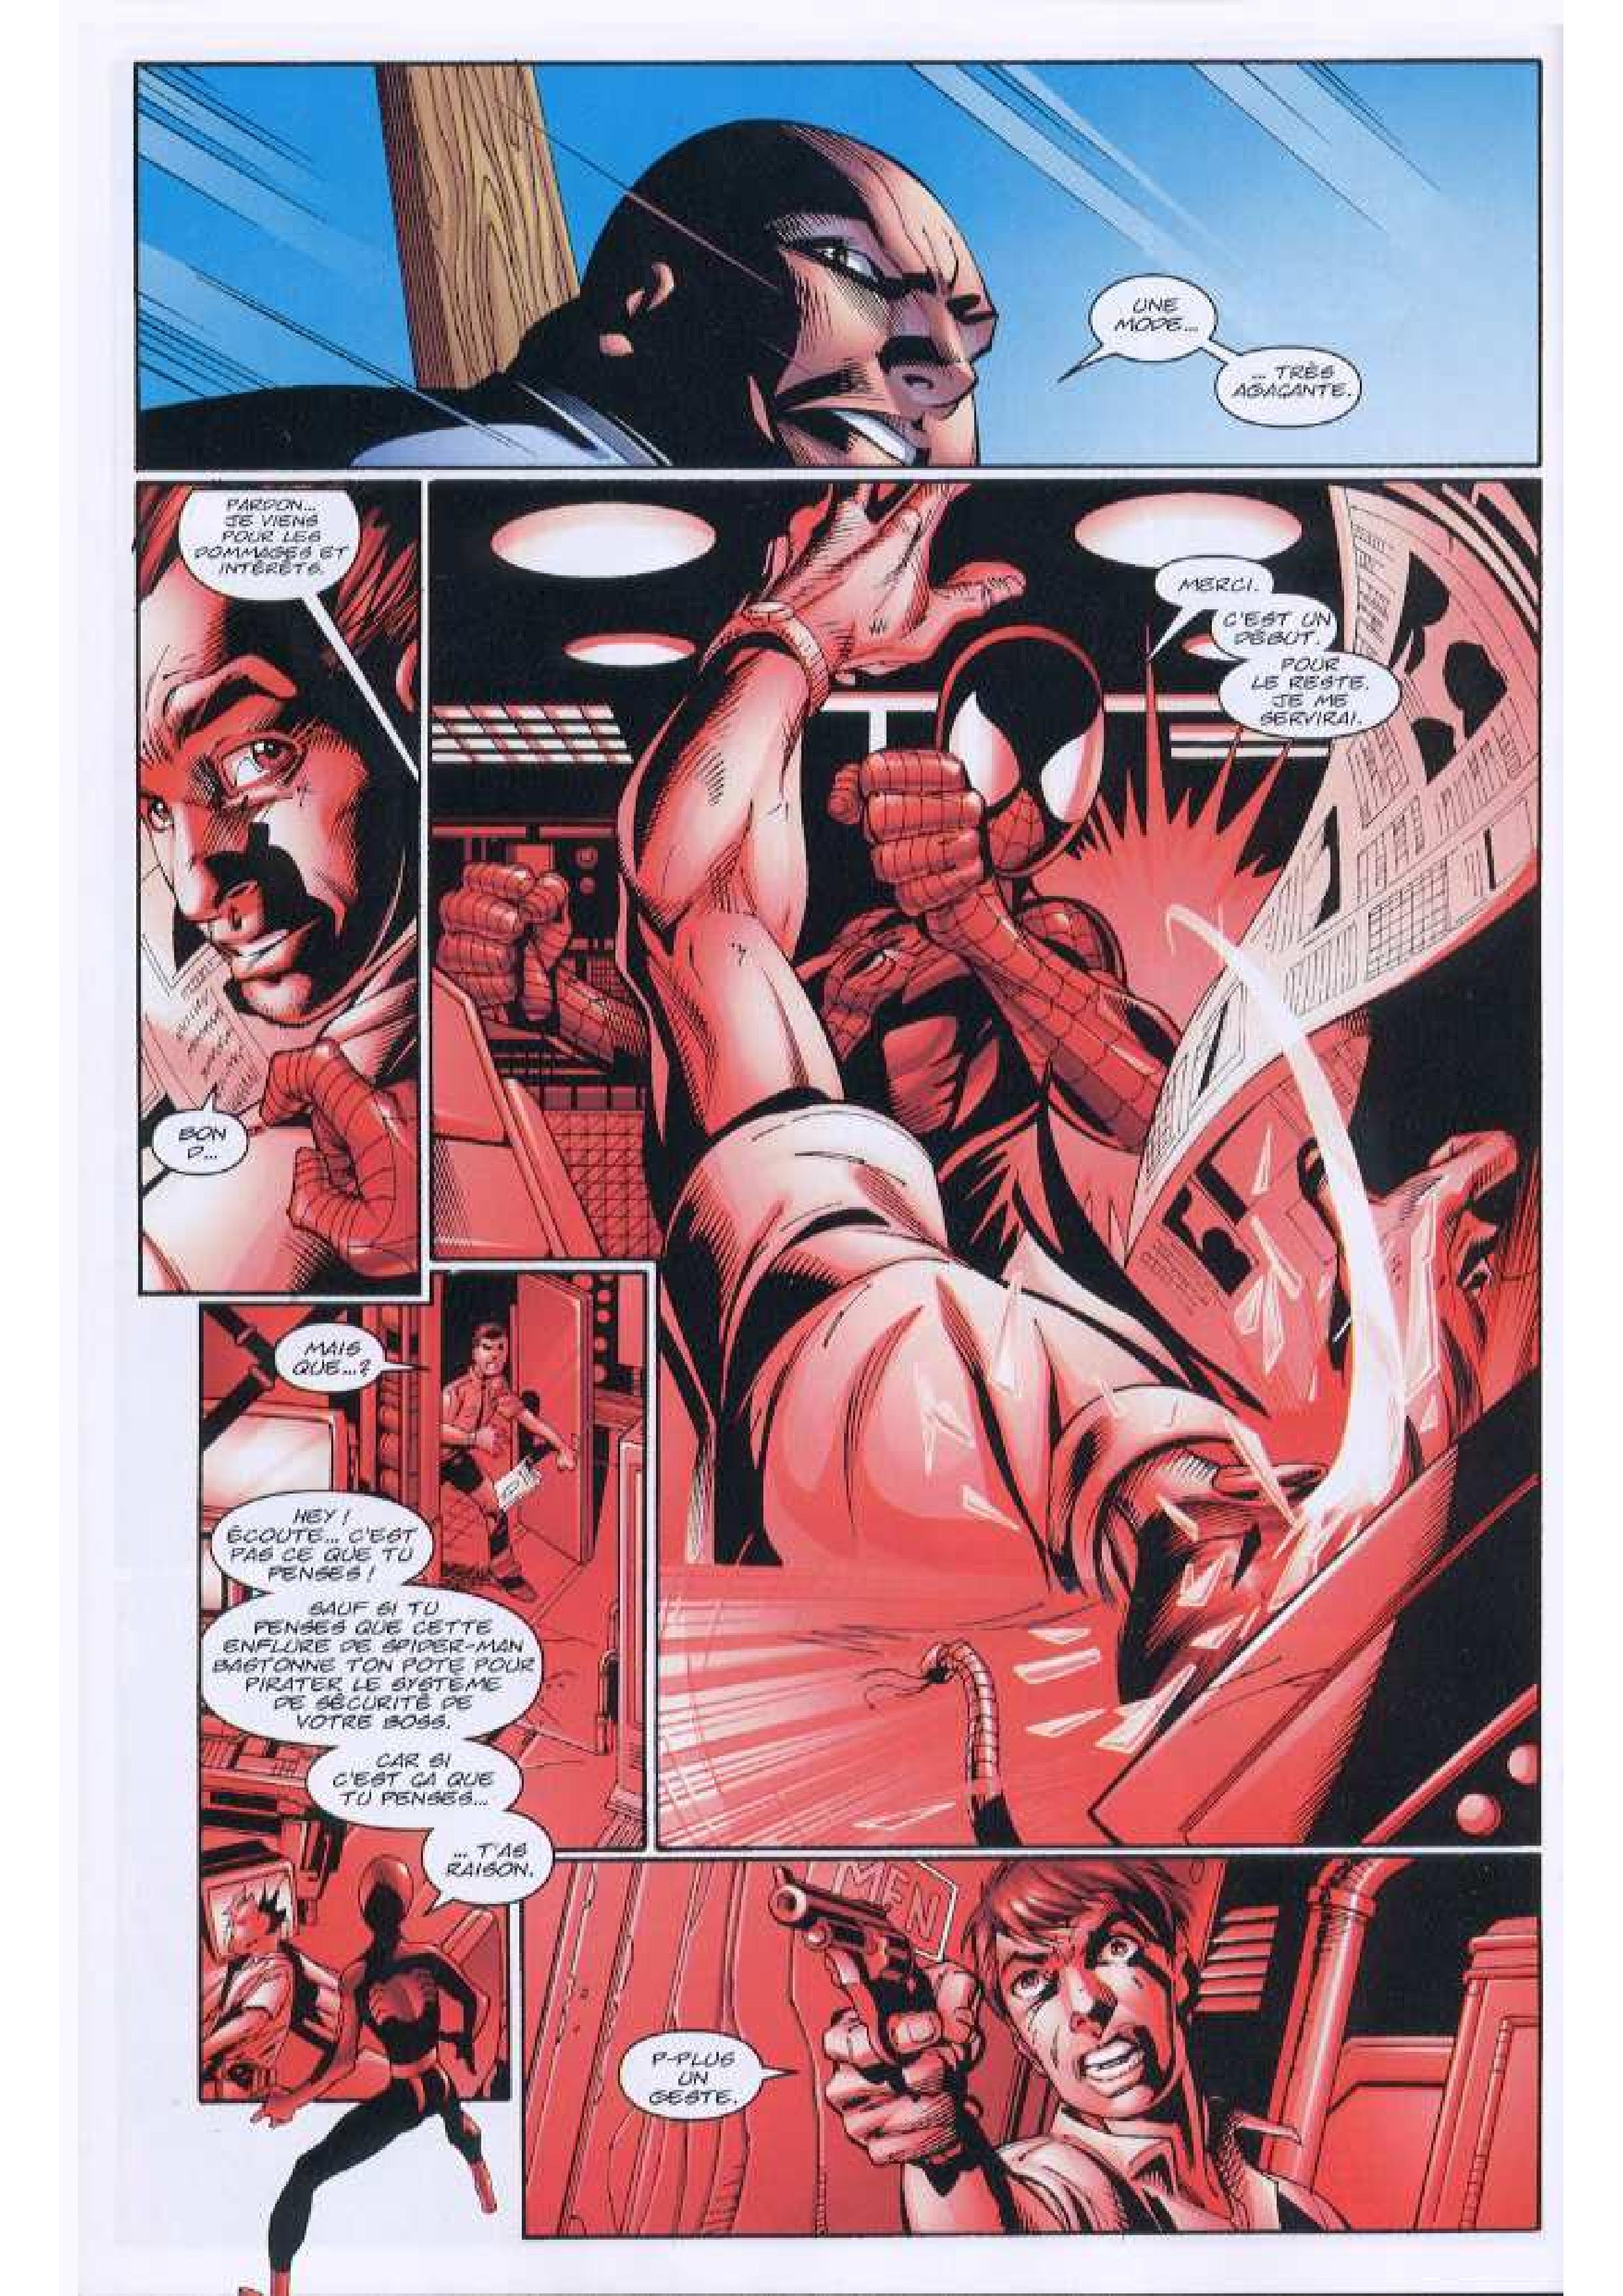 UNE
MODE...
... TRÈS
AGAÇANTE.
PARDON...
JE VIENS
POUR LES
DOMMAGES ET
INTÉRÊTS.
BON
D...
MERCI.
C'EST UN
DÉBUT.
POUR
LE RESTE,
JE ME
SERVIRAI.
MAIS
QUE...?
HEY !
ÉCOUTE... C'EST
PAS CE QUE TU
PENSES !
SAUF SI TU
PENSES QUE CETTE
ENFLURE DE SPIDER-MAN
BASTONNE TON POTE POUR
PIRATER LE SYSTÈME
DE SÉCURITÉ DE
VOTRE BOSS.
CAR SI
C'EST ÇA QUE
TU PENSES...
... T'AS
RAISON.
MEN
P-PLUS
UN
GESTE.